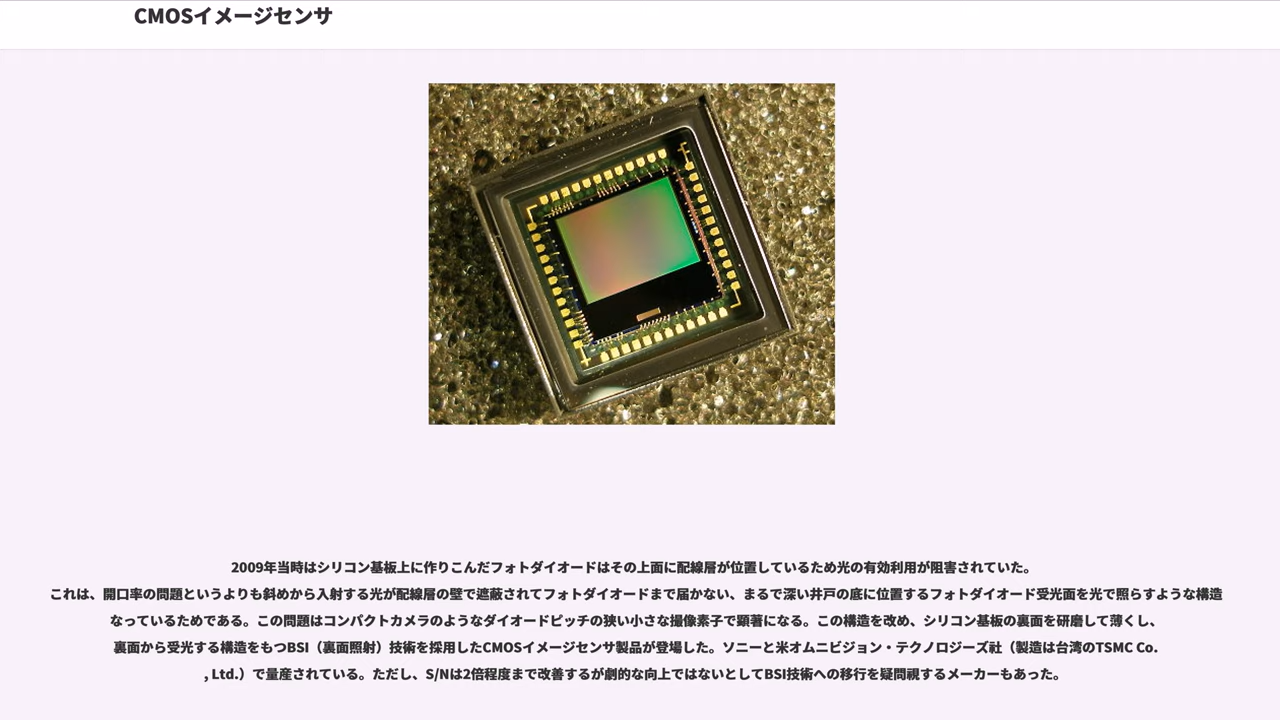 CMOSイメージセンサ
2009年当時はシリコン基板上に作りこんだフォトダイオードはその上面に配線層が位置しているため光の有効利用が阻害されていた。
これは、開口率の問題というよりも斜めから入射する光が配線層の壁で遮蔽されてフォトダイオードまで届かない、まるで深い井戸の底に位置するフォトダイオード受光面を光で照らすような構造
なっているためである。この問題はコンパクトカメラのようなダイオードピッチの狭い小さな撮像素子で顕著になる。この構造を改め、シリコン基板の裏面を研磨して薄くし、
裏面から受光する構造をもつBSI（裏面照射）技術を採用したCMOSイメージセンサ製品が登場した。ソニーと米オムニビジョン・テクノロジーズ社（製造は台湾のTSMC Co.
, Ltd.）で量産されている。ただし、S/Nは2倍程度まで改善するが劇的な向上ではないとしてBSI技術への移行を疑問視するメーカーもあった。